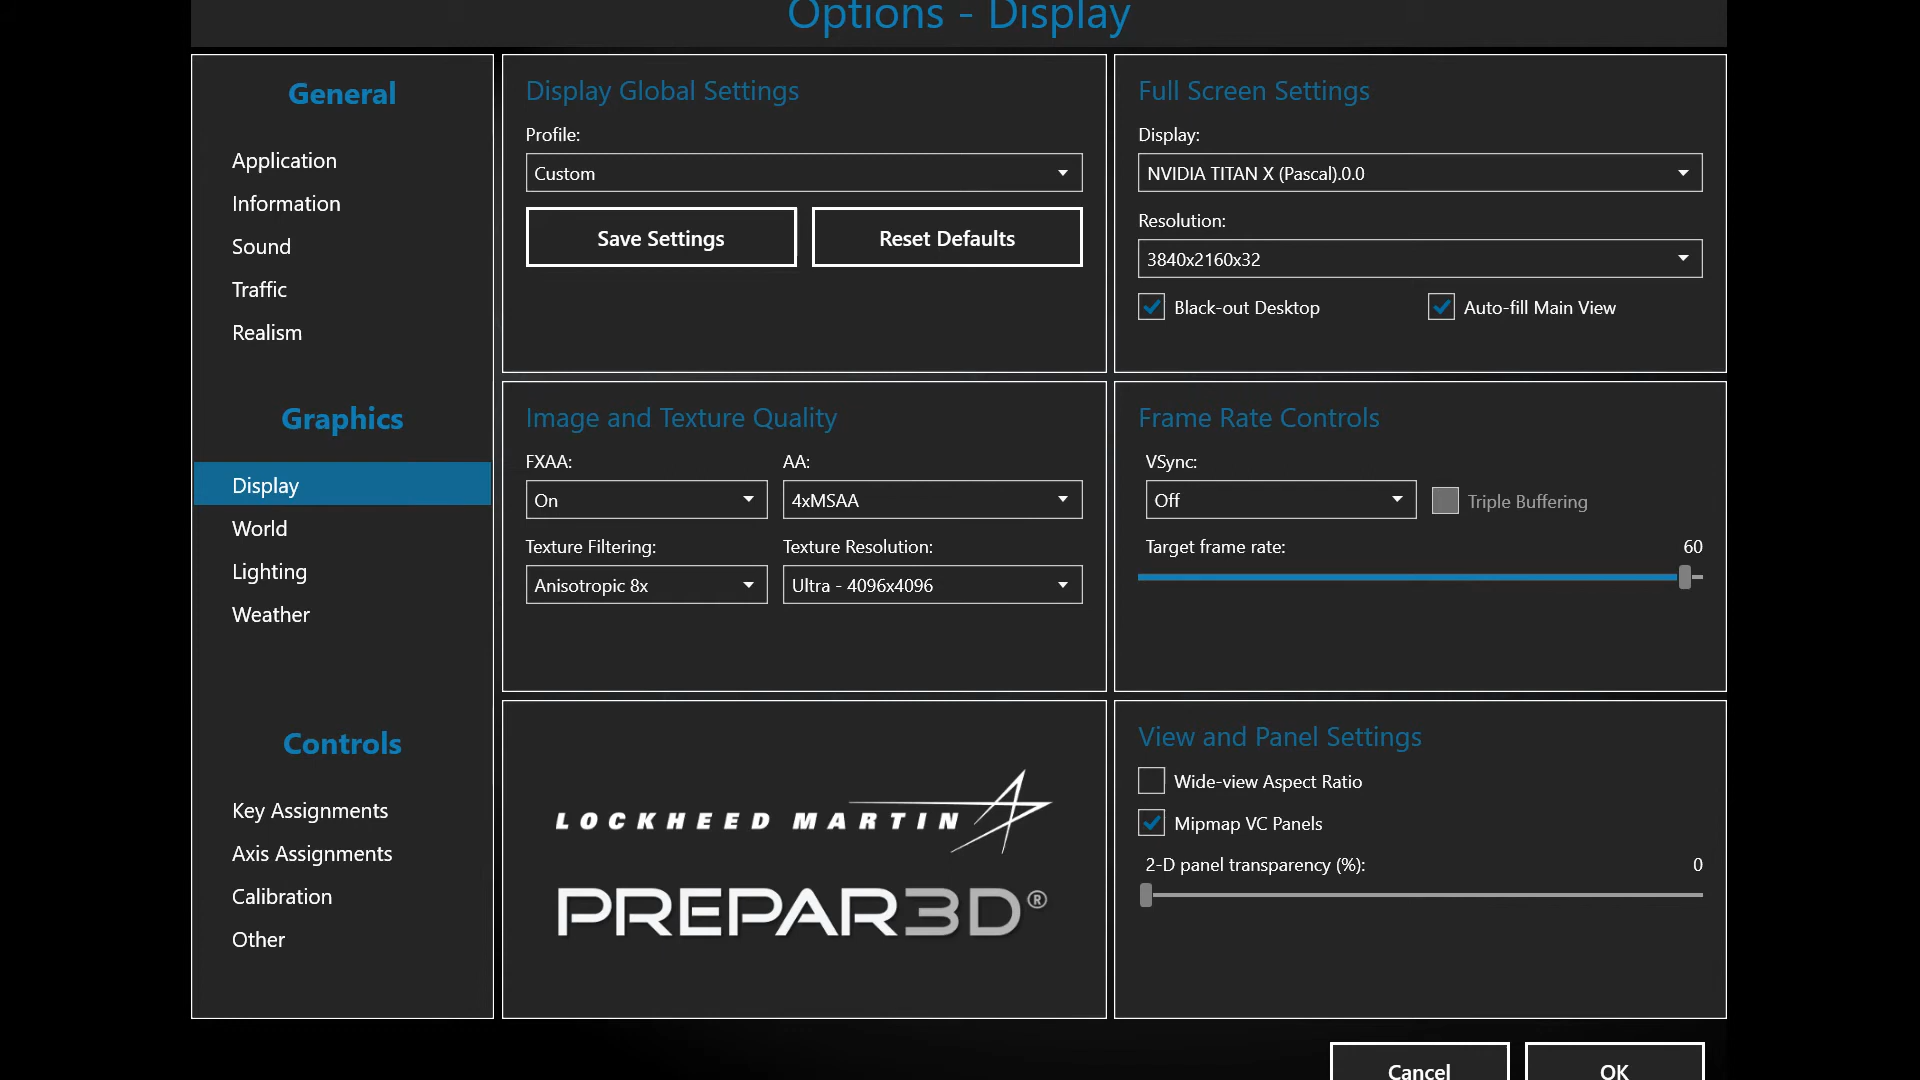 Options - Display
General
Application
Information
Sound
Traffic
Realism
Graphics
Display
World
Lighting
Weather
Controls
Key Assignments
Axis Assignments
Calibration
Other
Display Global Settings
Profile:
Custom
Save Settings
Reset Defaults
Full Screen Settings
Display:
NVIDIA TITAN X (Pascal).0.0
Resolution:
3840x2160x32
Black-out Desktop
Auto-fill Main View
Image and Texture Quality
FXAA:
AA:
On
4xMSAA
Texture Filtering:
Texture Resolution:
Anisotropic 8x
Ultra - 4096x4096
Frame Rate Controls
VSync:
Off
Triple Buffering
Target frame rate:
60
LOCKHEED MARTIN
PREPAR3D®
View and Panel Settings
Wide-view Aspect Ratio
Mipmap VC Panels
2-D panel transparency (%):
0
Cancel
OK